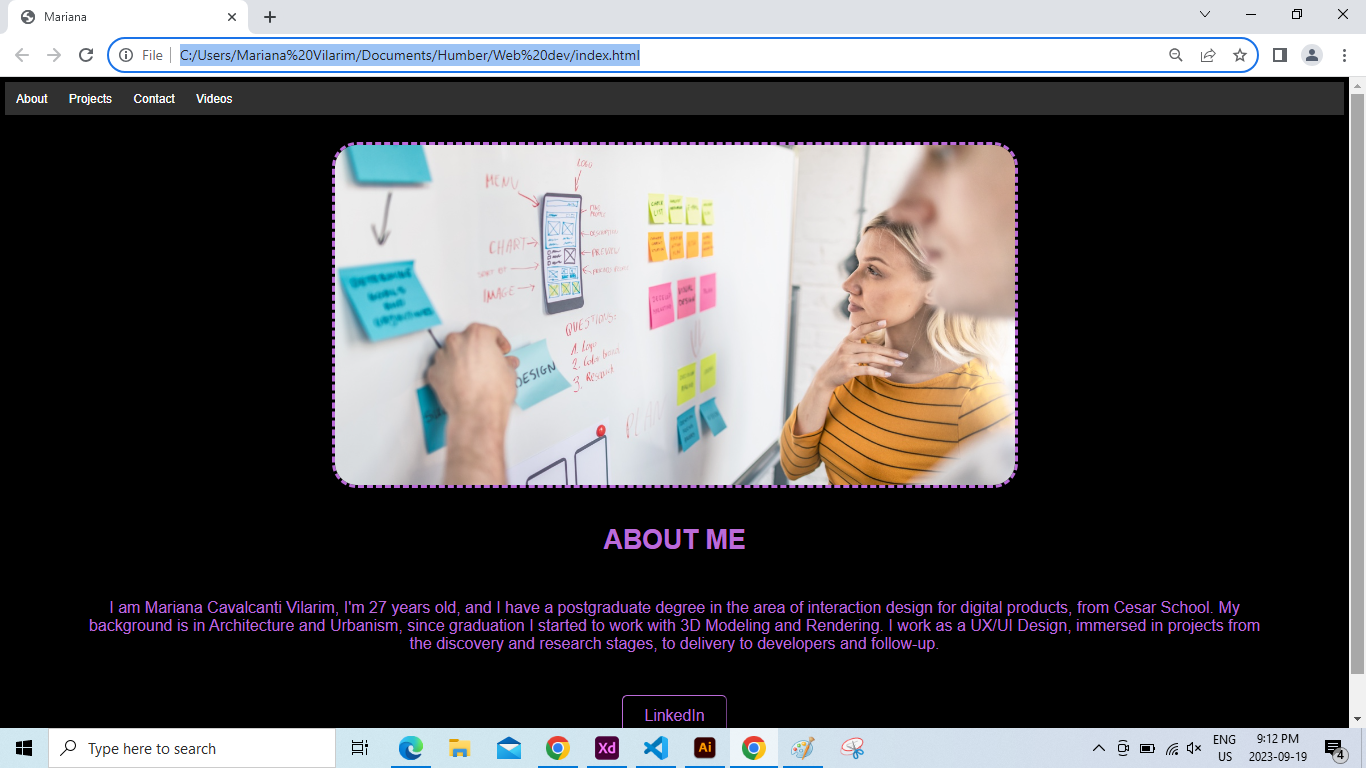 Mariana
File
C:/Users/Mariana%20Vilarim/Documents/Humber/Web%20dev/index.html
About Projects Contact Videos
LOGO
MENU
CHART
IMAGE
PREVIEW
QUESTIONS:
1. Logo
2. Color
3. Research
DESIGN
PLAN
ABOUT ME
I am Mariana Cavalcanti Vilarim, I'm 27 years old, and I have a postgraduate degree in the area of interaction design for digital products, from Cesar School. My
background is in Architecture and Urbanism, since graduation I started to work with 3D Modeling and Rendering. I work as a UX/UI Design, immersed in projects from
the discovery and research stages, to delivery to developers and follow-up.
LinkedIn
Type here to search
Xd
Ai
ENG
US
9:12 PM
2023-09-19
4